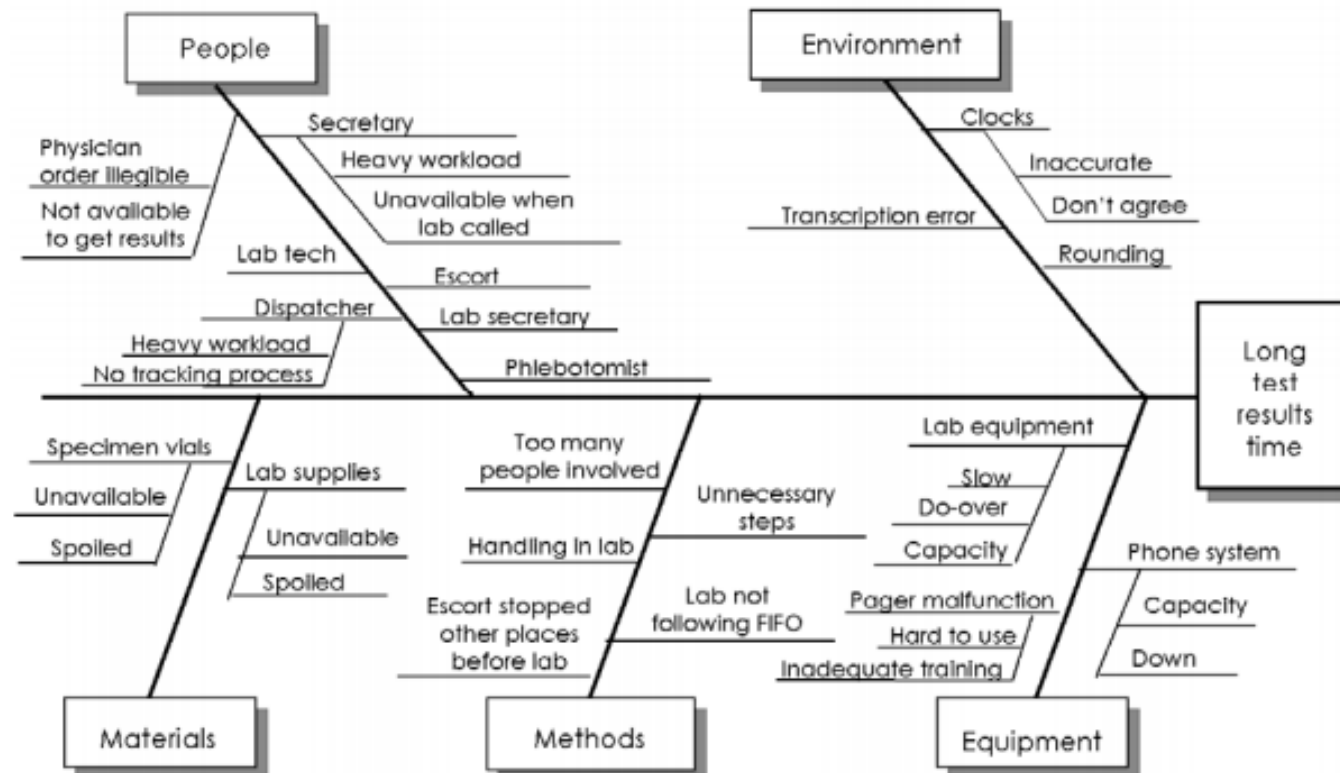 People
Environment
Physician
order illegible
Not available
to get results
Secretary
Heavy workload
Unavailable when
lab called
Lab tech
Escort
Dispatcher
Lab secretary
Heavy workload
No tracking process
Phlebotomist
Clocks
Inaccurate
Don't agree
Transcription error
Rounding
Long
test
results
time
Specimen vials
Unavailable
Spoiled
Lab supplies
Unavailable
Spoiled
Too many
people involved
Unnecessary
steps
Handling in lab
Lab not
following FIFO
Escort stopped
other places
before lab
Lab equipment
Slow
Do-over
Capacity
Phone system
Capacity
Down
Pager malfunction
Hard to use
Inadequate training
Materials
Methods
Equipment